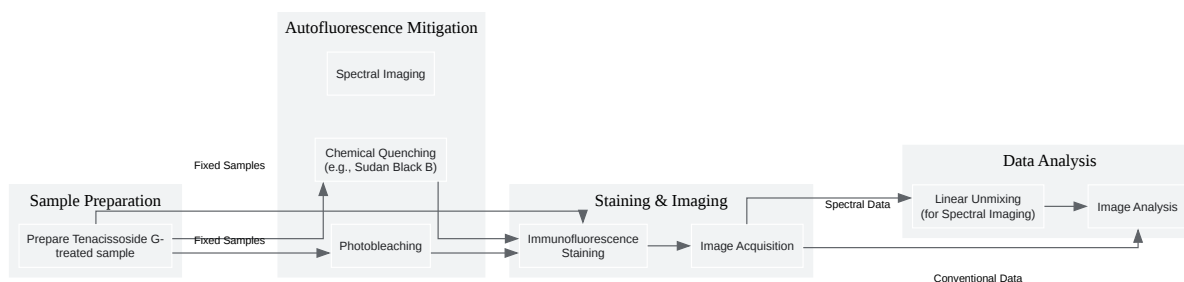 Autofluorescence Mitigation
Spectral Imaging
Fixed Samples
Chemical Quenching
(e.g., Sudan Black B)
Data Analysis
Sample Preparation
Staining & Imaging
Linear Unmixing
(for Spectral Imaging)
Image Analysis
Spectral Data
Prepare Tenacissoside G-
treated sample
Fixed Samples
Photobleaching
Immunofluorescence
Staining
Image Acquisition
Conventional Data